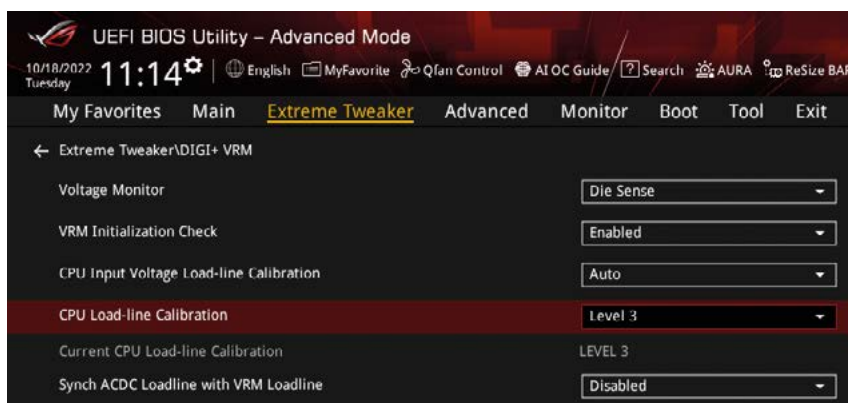 UEFI BIOS Utility – Advanced Mode
10/18/2022 Tuesday 11:14 English MyFavorite Qfan Control AI OC Guide ? Search AURA ReSize BAR
My Favorites Main Extreme Tweaker Advanced Monitor Boot Tool Exit
← Extreme Tweaker\DIGI+ VRM
Voltage Monitor Die Sense
VRM Initialization Check Enabled
CPU Input Voltage Load-line Calibration Auto
CPU Load-line Calibration Level 3
Current CPU Load-line Calibration LEVEL 3
Synch ACDC Loadline with VRM Loadline Disabled